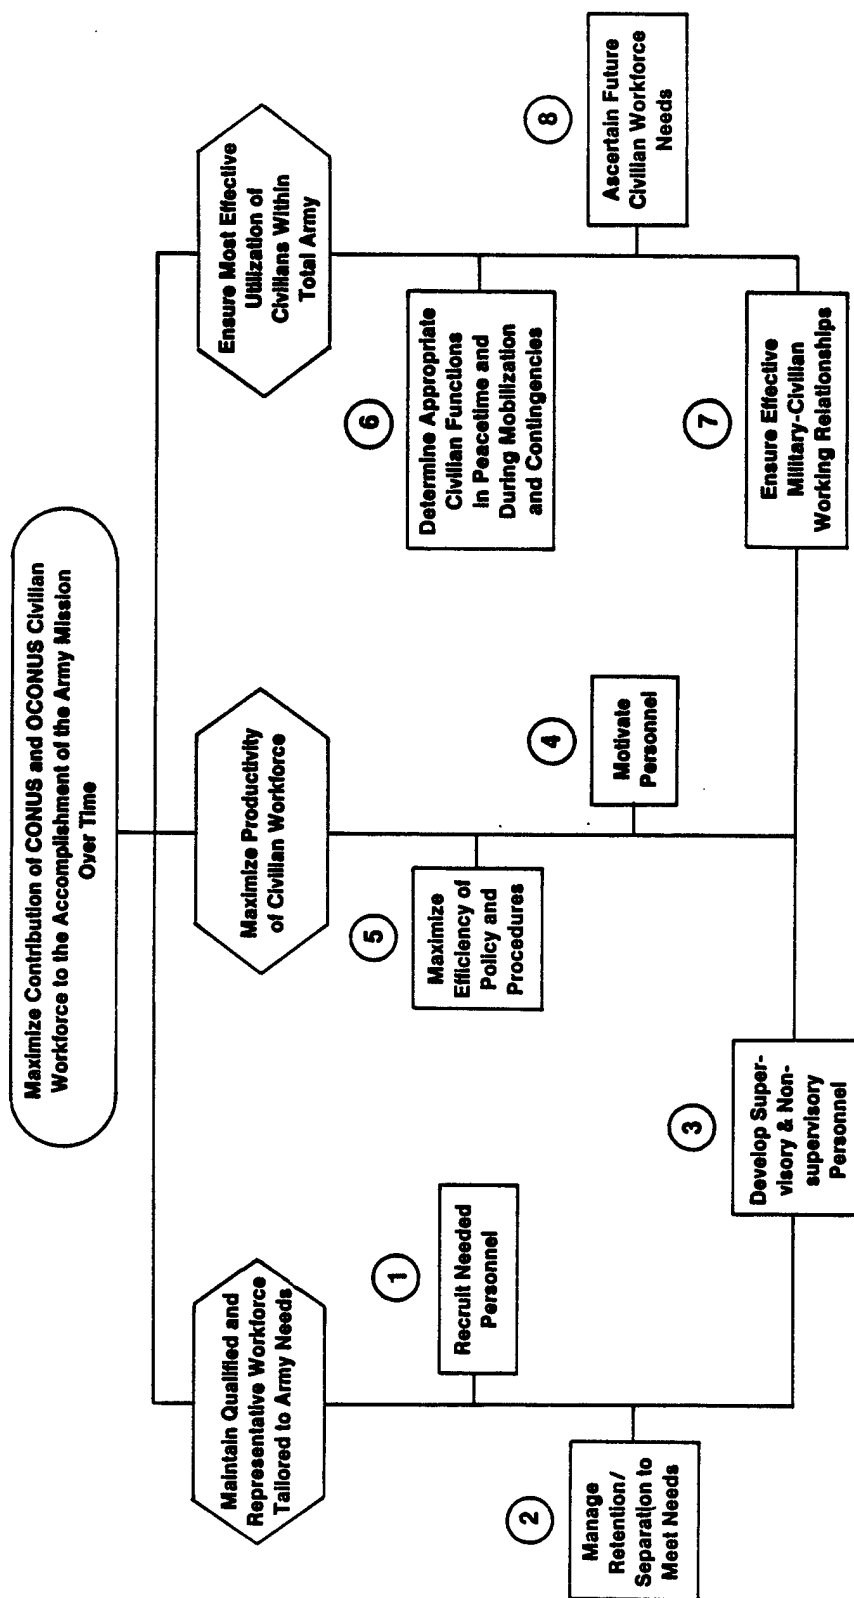 Maximize Contribution of CONUS and OCONUS Civilian
Workforce to the Accomplishment of the Army Mission
Over Time
Maintain Qualified and
Representative Workforce
Tailored to Army Needs
Maximize Productivity
of Civilian Workforce
Ensure Most Effective
Utilization of
Civilians Within
Total Army
1
Recruit Needed
Personnel
2
Manage
Retention/
Separation to
Meet Needs
3
Develop Super-
visory & Non-
supervisory
Personnel
5
Maximize
Efficiency of
Policy and
Procedures
4
Motivate
Personnel
6
Determine Appropriate
Civilian Functions
in Peacetime and
During Mobilization
and Contingencies
8
Ascertain Future
Civilian Workforce
Needs
7
Ensure Effective
Military-Civilian
Working Relationships